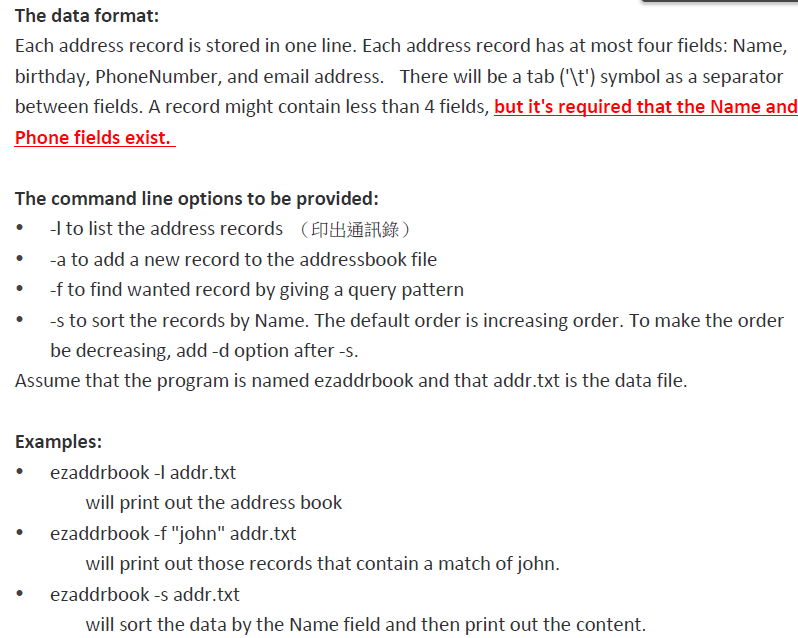 The data format:
Each address record is stored in one line. Each address record has at most four fields: Name,
birthday, PhoneNumber, and email address.   There will be a tab ('\t') symbol as a separator
between fields. A record might contain less than 4 fields, but it's required that the Name and
Phone fields exist.
The command line options to be provided:
• -l to list the address records （印出通訊錄）
• -a to add a new record to the addressbook file
• -f to find wanted record by giving a query pattern
• -s to sort the records by Name. The default order is increasing order. To make the order
be decreasing, add -d option after -s.
Assume that the program is named ezaddrbook and that addr.txt is the data file.
Examples:
• ezaddrbook -l addr.txt
will print out the address book
• ezaddrbook -f "john" addr.txt
will print out those records that contain a match of john.
• ezaddrbook -s addr.txt
will sort the data by the Name field and then print out the content.